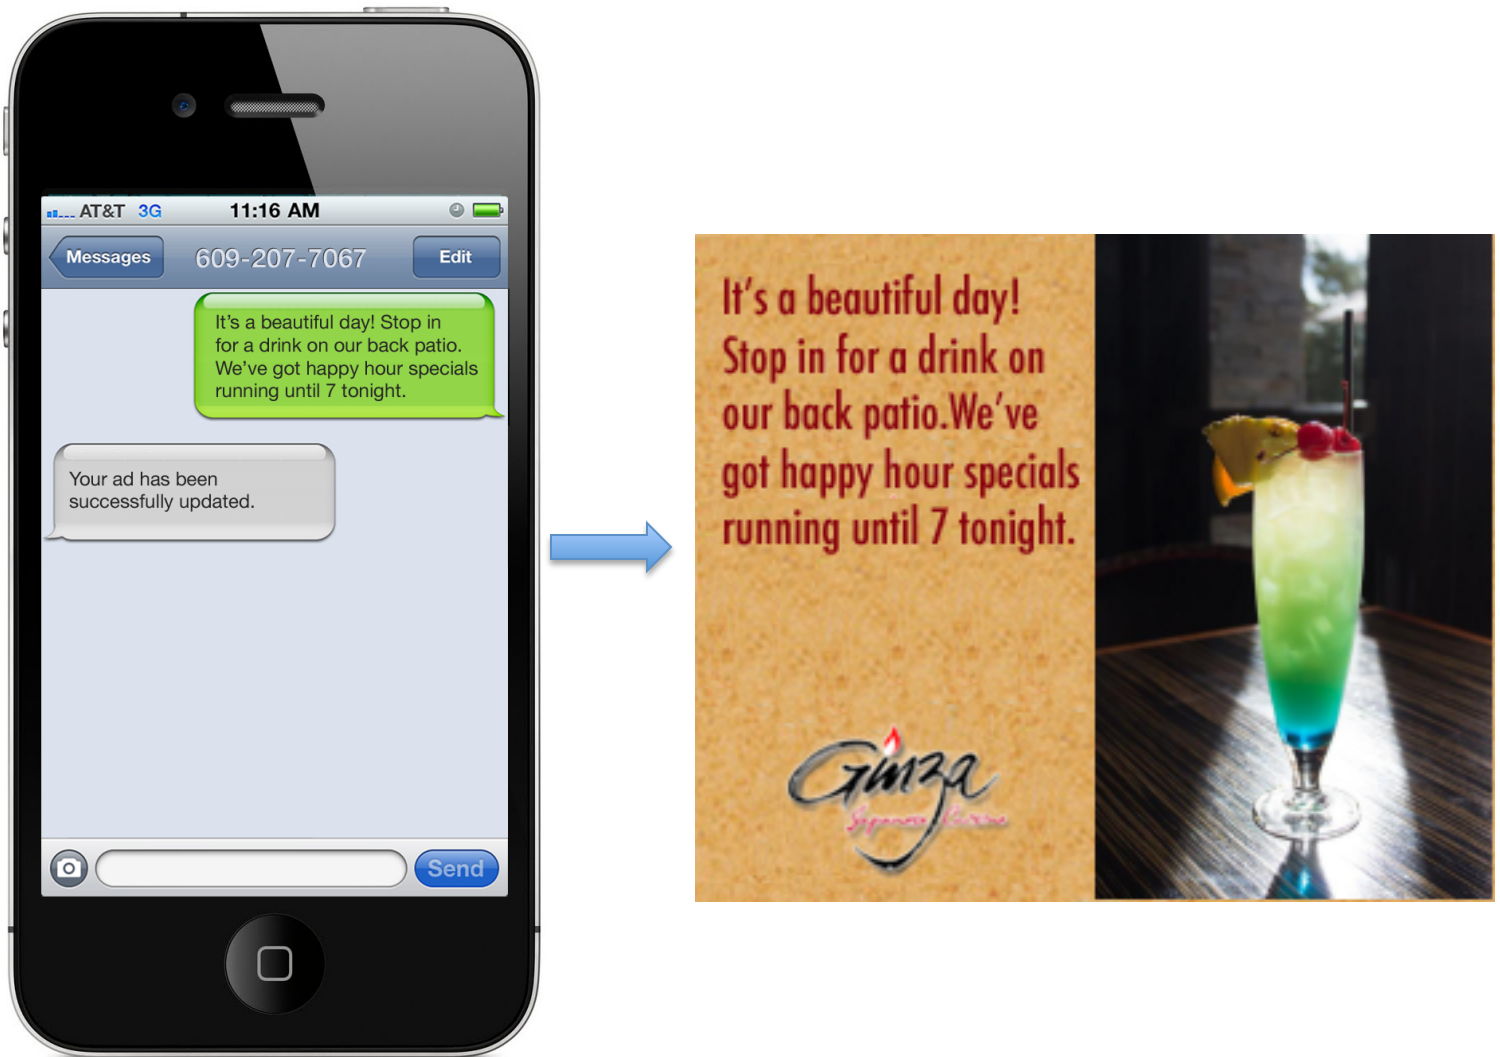 AT&T 3G 11:16 AM
Messages 609-207-7067 Edit
It's a beautiful day! Stop in
for a drink on our back patio.
We've got happy hour specials
running until 7 tonight.
Your ad has been
successfully updated.
Send
It's a beautiful day!
Stop in for a drink on
our back patio.We've
got happy hour specials
running until 7 tonight.
Ginza
Japanese Cuisine